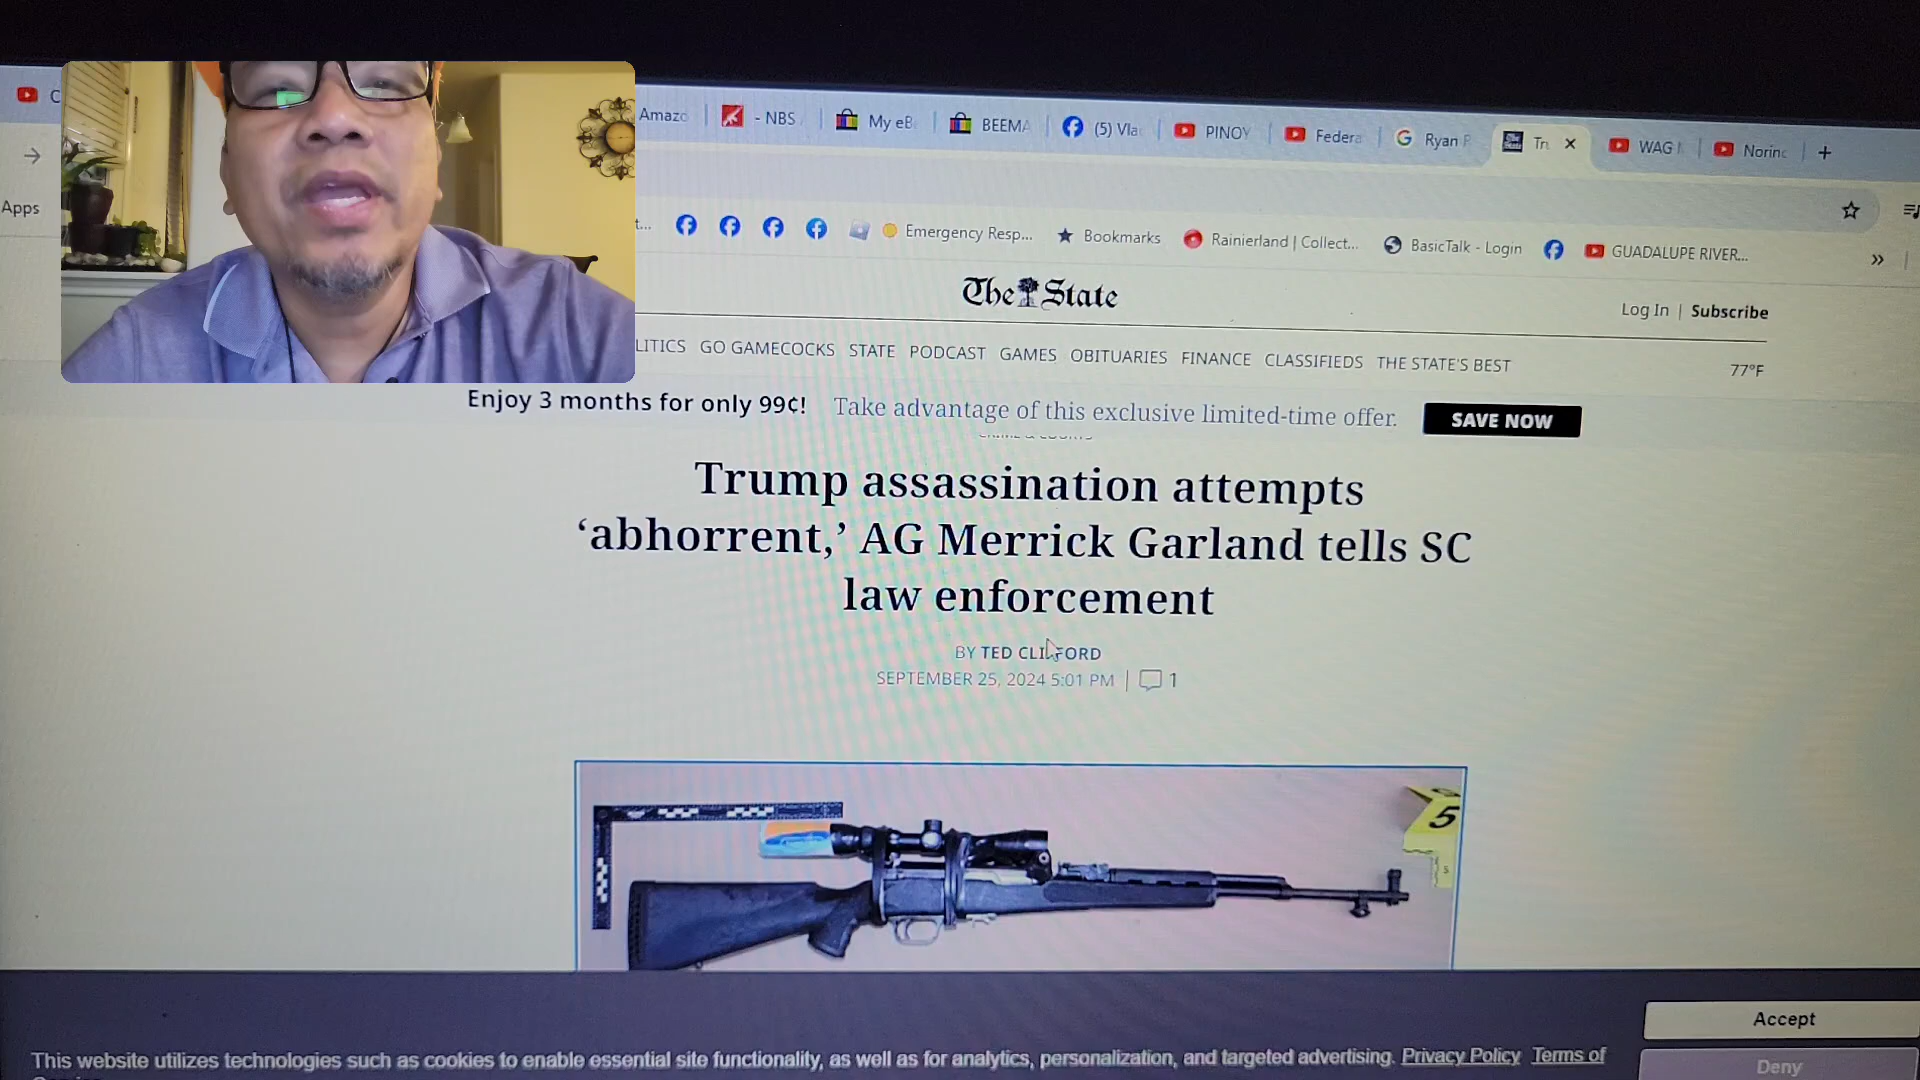 Amazo
- NBS
My eB
BEEMA
(5) Vla
PINOY
Federa
Ryan
Tru
WAG
Norinc
Apps
Emergency Resp...
Bookmarks
Rainierland | Collect...
BasicTalk - Login
GUADALUPE RIVER...
»
The State
Log In | Subscribe
LITICS GO GAMECOCKS STATE PODCAST GAMES OBITUARIES FINANCE CLASSIFIEDS THE STATE'S BEST
77°F
Enjoy 3 months for only 99¢! Take advantage of this exclusive limited-time offer. SAVE NOW
Trump assassination attempts
‘abhorrent,’ AG Merrick Garland tells SC
law enforcement
BY TED CLIFFORD
SEPTEMBER 25, 2024 5:01 PM | 1
5
Accept
This website utilizes technologies such as cookies to enable essential site functionality, as well as for analytics, personalization, and targeted advertising. Privacy Policy Terms of
Deny